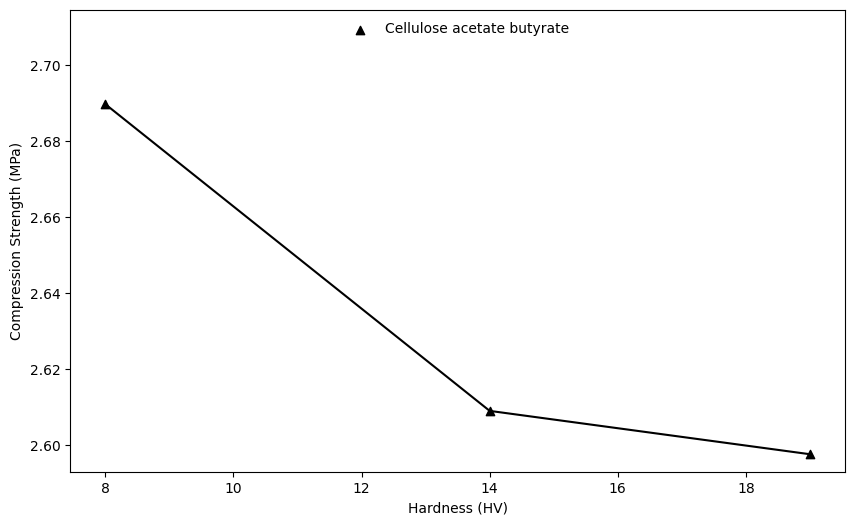 Cellulose acetate butyrate
2.70
2.68
2.66
2.64
2.62
2.60
Compression Strength (MPa)
8 10 12 14 16 18
Hardness (HV)